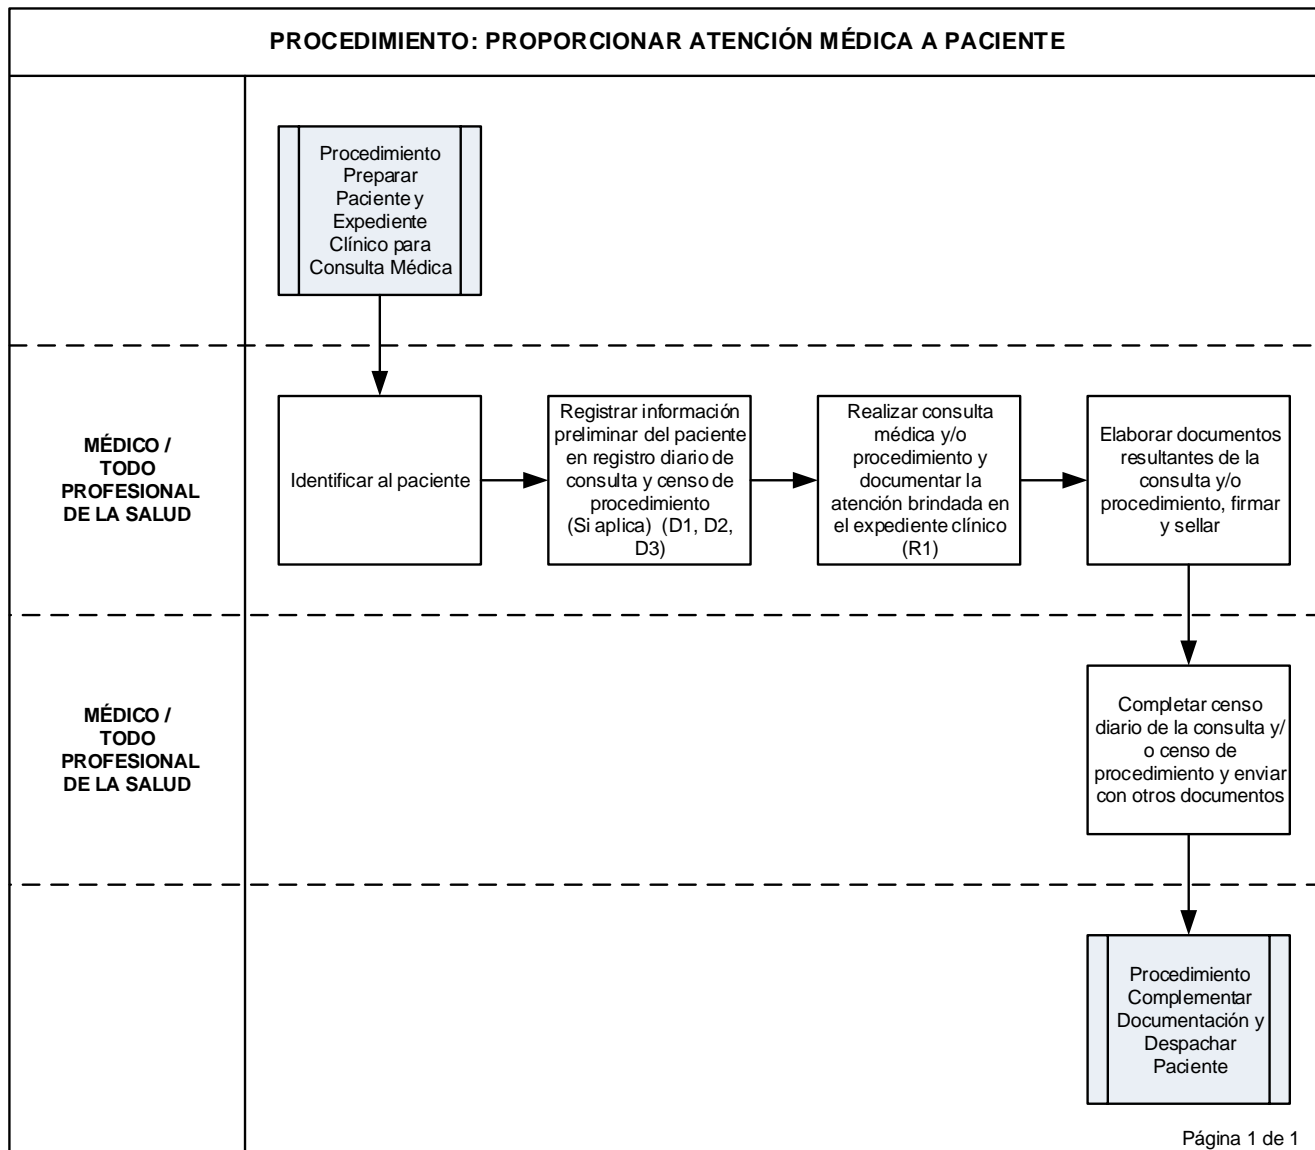 PROCEDIMIENTO: PROPORCIONAR ATENCIÓN MÉDICA A PACIENTE
Procedimiento
Preparar
Paciente y
Expediente
Clínico para
Consulta Médica
MÉDICO /
TODO
PROFESIONAL
DE LA SALUD
Identificar al paciente
Registrar información
preliminar del paciente
en registro diario de
consulta y censo de
procedimiento
(Si aplica) (D1, D2,
D3)
Realizar consulta
médica y/o
procedimiento y
documentar la
atención brindada en
el expediente clínico
(R1)
Elaborar documentos
resultantes de la
consulta y/o
procedimiento, firmar
y sellar
MÉDICO /
TODO
PROFESIONAL
DE LA SALUD
Completar censo
diario de la consulta y/
o censo de
procedimiento y enviar
con otros documentos
Procedimiento
Complementar
Documentación y
Despachar
Paciente
Página 1 de 1